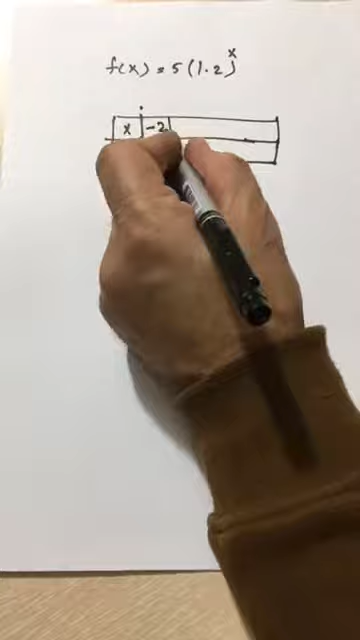 f(x) = 5(1.2)^x
x -2